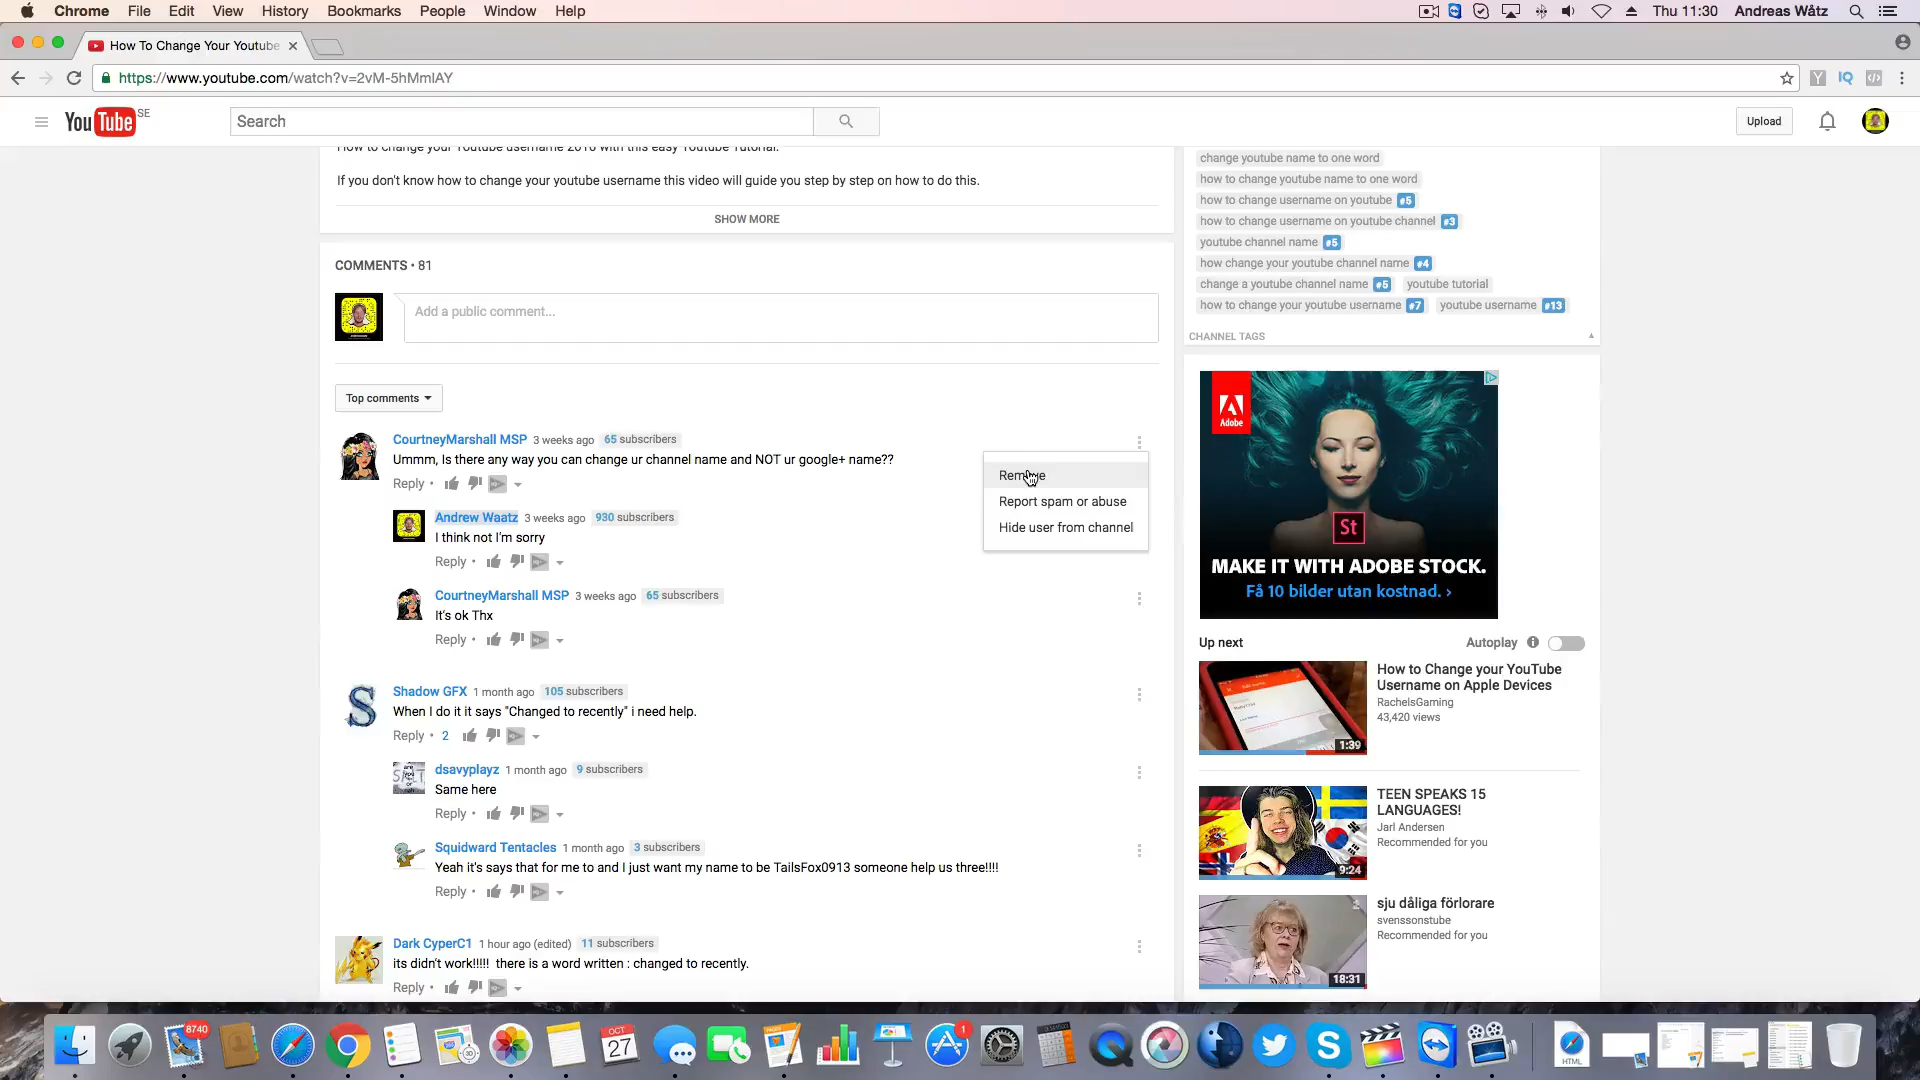 Chrome File Edit View History Bookmarks People Window Help
Thu 11:30 Andreas Wåtz
How To Change Your Youtube
https://www.youtube.com/watch?v=2vM-5hMmlAY
YouTube SE
Search
Upload
How to change your Youtube username 2016 with this easy Youtube Tutorial.
If you don't know how to change your youtube username this video will guide you step by step on how to do this.
SHOW MORE
COMMENTS • 81
Add a public comment...
Top comments
CourtneyMarshall MSP 3 weeks ago 65 subscribers
Ummm, Is there any way you can change ur channel name and NOT ur google+ name??
Reply •
Andrew Waatz 3 weeks ago 930 subscribers
I think not I'm sorry
Reply •
CourtneyMarshall MSP 3 weeks ago 65 subscribers
It's ok Thx
Reply •
Remove
Report spam or abuse
Hide user from channel
Shadow GFX 1 month ago 105 subscribers
When I do it it says "Changed to recently" i need help.
Reply • 2
dsavyplayz 1 month ago 9 subscribers
Same here
Reply •
Squidward Tentacles 1 month ago 3 subscribers
Yeah it's says that for me to and I just want my name to be TailsFox0913 someone help us three!!!!
Reply •
Dark CyperC1 1 hour ago (edited) 11 subscribers
its didn't work!!!!! there is a word written : changed to recently.
Reply •
change youtube name to one word
how to change youtube name to one word
how to change username on youtube #5
how to change username on youtube channel #3
youtube channel name #5
how change your youtube channel name #4
change a youtube channel name #5 youtube tutorial
how to change your youtube username #7 youtube username #13
CHANNEL TAGS
Adobe
St
MAKE IT WITH ADOBE STOCK.
Få 10 bilder utan kostnad. ›
Up next
Autoplay
How to Change your YouTube
Username on Apple Devices
RachelsGaming
43,420 views
1:39
TEEN SPEAKS 15
LANGUAGES!
Jarl Andersen
Recommended for you
9:24
sju dåliga förlorare
svenssontube
Recommended for you
18:31
8740
OCT
27
1
HTML